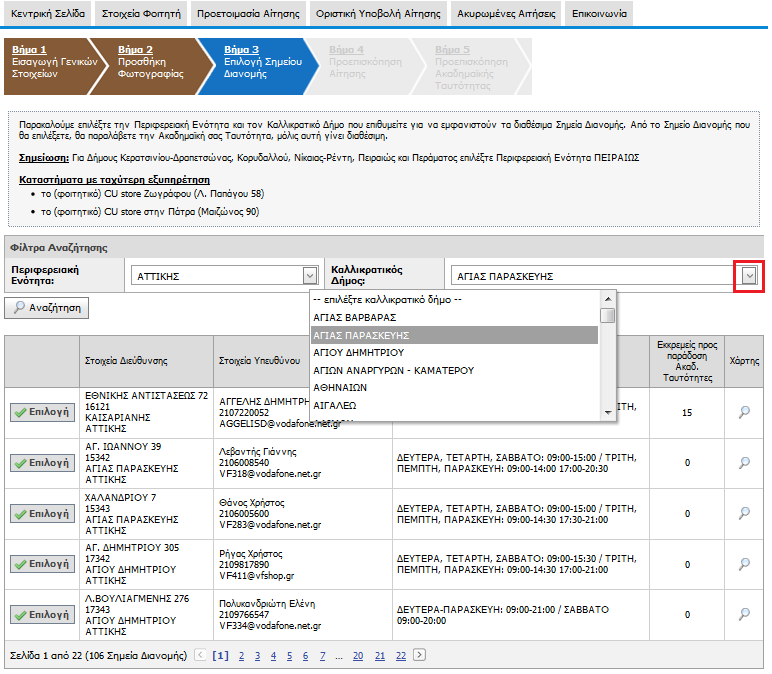 Κεντρική Σελίδα Στοιχεία Φοιτητή Προετοιμασία Αίτησης Οριστική Υποβολή Αίτησης Ακυρωμένες Αιτήσεις Επικοινωνία
Βήμα 1
Εισαγωγή Γενικών
Στοιχείων
Βήμα 2
Προσθήκη
Φωτογραφίας
Βήμα 3
Επιλογή Σημείου
Διανομής
Βήμα 4
Προεπισκόπηση
Αίτησης
Βήμα 5
Προεπισκόπηση
Ακαδημαϊκής
Ταυτότητας
Παρακαλούμε επιλέξτε την Περιφερειακή Ενότητα και τον Καλλικρατικό Δήμο που επιθυμείτε για να εμφανιστούν τα διαθέσιμα Σημεία Διανομής. Από το Σημείο Διανομής που
θα επιλέξετε, θα παραλάβετε την Ακαδημαϊκή σας Ταυτότητα, μόλις αυτή γίνει διαθέσιμη.
Σημείωση: Για Δήμους Κερατσινίου-Δραπετσώνας, Κορυδαλλού, Νίκαιας-Ρέντη, Πειραιώς και Περάματος επιλέξτε Περιφερειακή Ενότητα ΠΕΙΡΑΙΩΣ
Καταστήματα με ταχύτερη εξυπηρέτηση
• το (φοιτητικό) CU store Ζωγράφου (Λ. Παπάγου 58)
• το (φοιτητικό) CU store στην Πάτρα (Μαιζώνος 90)
Φίλτρα Αναζήτησης
Περιφερειακή
Ενότητα:
ΑΤΤΙΚΗΣ
Καλλικρατικός
Δήμος:
ΑΓΙΑΣ ΠΑΡΑΣΚΕΥΗΣ
Αναζήτηση
-- επιλέξτε καλλικρατικό δήμο --
ΑΓΙΑΣ ΒΑΡΒΑΡΑΣ
ΑΓΙΑΣ ΠΑΡΑΣΚΕΥΗΣ
ΑΓΙΟΥ ΔΗΜΗΤΡΙΟΥ
ΑΓΙΩΝ ΑΝΑΡΓΥΡΩΝ - ΚΑΜΑΤΕΡΟΥ
ΑΘΗΝΑΙΩΝ
ΑΙΓΑΛΕΩ
Στοιχεία Διεύθυνσης
Στοιχεία Υπευθύνου
Εκκρεμείς προς
παράδοση
Ακαδ.
Ταυτότητες
Χάρτης
Επιλογή
ΕΘΝΙΚΗΣ ΑΝΤΙΣΤΑΣΕΩΣ 72
16121
ΚΑΙΣΑΡΙΑΝΗΣ
ΑΤΤΙΚΗΣ
ΑΓΓΕΛΗΣ ΔΗΜΗΤΡΗ
2107220052
AGGELISD@vodafone.net.gr
ΙΤΗ,
15
Επιλογή
ΑΓ. ΙΩΑΝΝΟΥ 39
15342
ΑΓΙΑΣ ΠΑΡΑΣΚΕΥΗΣ
ΑΤΤΙΚΗΣ
Λεβαντής Γιάννης
2106008540
VF318@vodafone.net.gr
ΔΕΥΤΕΡΑ, ΤΕΤΑΡΤΗ, ΣΑΒΒΑΤΟ: 09:00-15:00 / ΤΡΙΤΗ,
ΠΕΜΠΤΗ, ΠΑΡΑΣΚΕΥΗ: 09:00-14:00 17:00-20:30
0
Επιλογή
ΧΑΛΑΝΔΡΙΟΥ 7
15343
ΑΓΙΑΣ ΠΑΡΑΣΚΕΥΗΣ
ΑΤΤΙΚΗΣ
Θάνος Χρήστος
2106005600
VF283@vodafone.net.gr
ΔΕΥΤΕΡΑ, ΤΕΤΑΡΤΗ, ΣΑΒΒΑΤΟ: 09:00-15:00 / ΤΡΙΤΗ,
ΠΕΜΠΤΗ, ΠΑΡΑΣΚΕΥΗ: 09:00-14:30 17:30-21:00
0
Επιλογή
ΑΓ. ΔΗΜΗΤΡΙΟΥ 305
17342
ΑΓΙΟΥ ΔΗΜΗΤΡΙΟΥ
ΑΤΤΙΚΗΣ
Ρήγας Χρήστος
2109817890
VF411@vfshop.gr
ΔΕΥΤΕΡΑ, ΤΕΤΑΡΤΗ, ΣΑΒΒΑΤΟ: 09:00-15:30 / ΤΡΙΤΗ,
ΠΕΜΠΤΗ, ΠΑΡΑΣΚΕΥΗ: 09:00-14:30 17:00-21:00
0
Επιλογή
Λ.ΒΟΥΛΙΑΓΜΕΝΗΣ 276
17343
ΑΓΙΟΥ ΔΗΜΗΤΡΙΟΥ
ΑΤΤΙΚΗΣ
Πολυκανδριώτη Ελένη
2109766547
VF334@vodafone.net.gr
ΔΕΥΤΕΡΑ-ΠΑΡΑΣΚΕΥΗ: 09:00-21:00 / ΣΑΒΒΑΤΟ
09:00-20:00
0
Σελίδα 1 από 22 (106 Σημεία Διανομής) [1] 2 3 4 5 6 7 ... 20 21 22